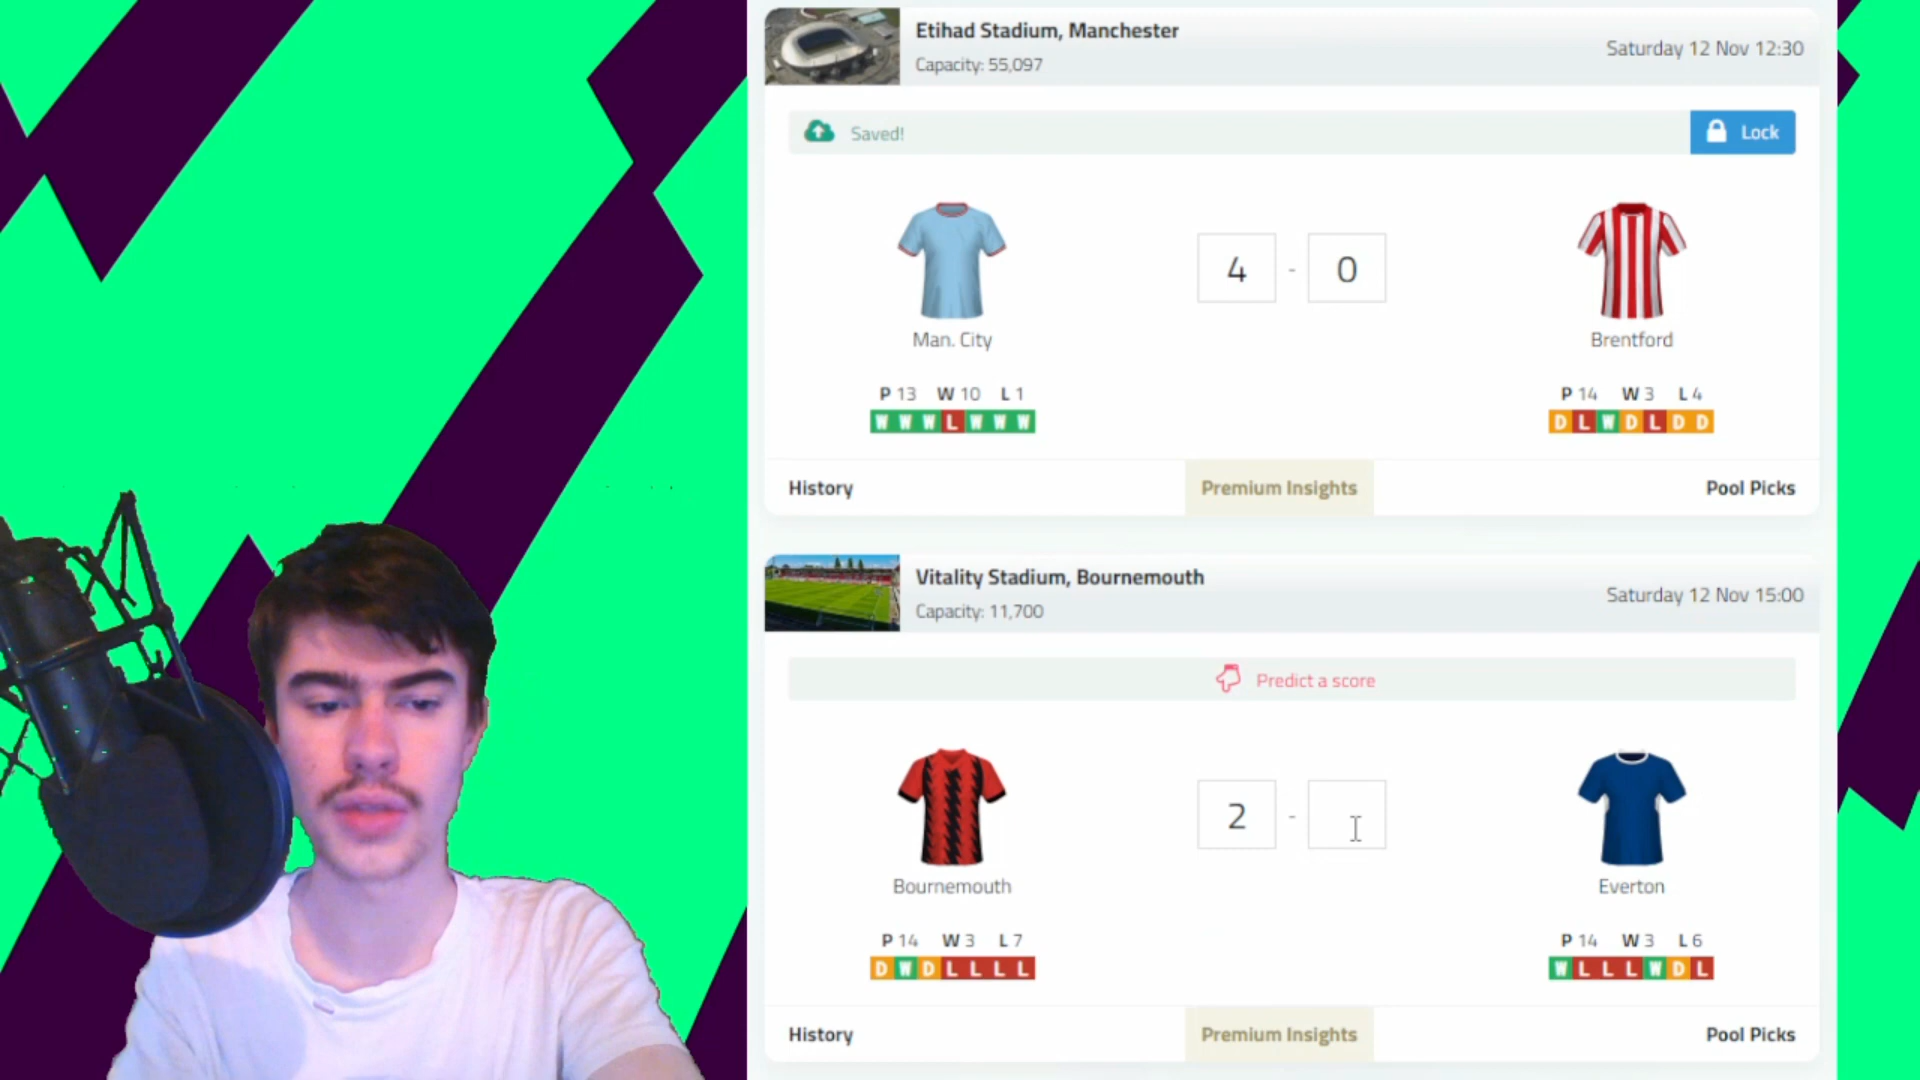 Etihad Stadium, Manchester
Capacity: 55,097
Saturday 12 Nov 12:30
Saved!
Lock
4 - 0
Man. City
Brentford
P 13 W 10 L 1
P 14 W 3 L 4
W W W L W W W
D L W D L D D
History
Premium Insights
Pool Picks
Vitality Stadium, Bournemouth
Capacity: 11,700
Saturday 12 Nov 15:00
Predict a score
2 -
Bournemouth
Everton
P 14 W 3 L 7
P 14 W 3 L 6
D W D L L L L
W L L L W D L
History
Premium Insights
Pool Picks